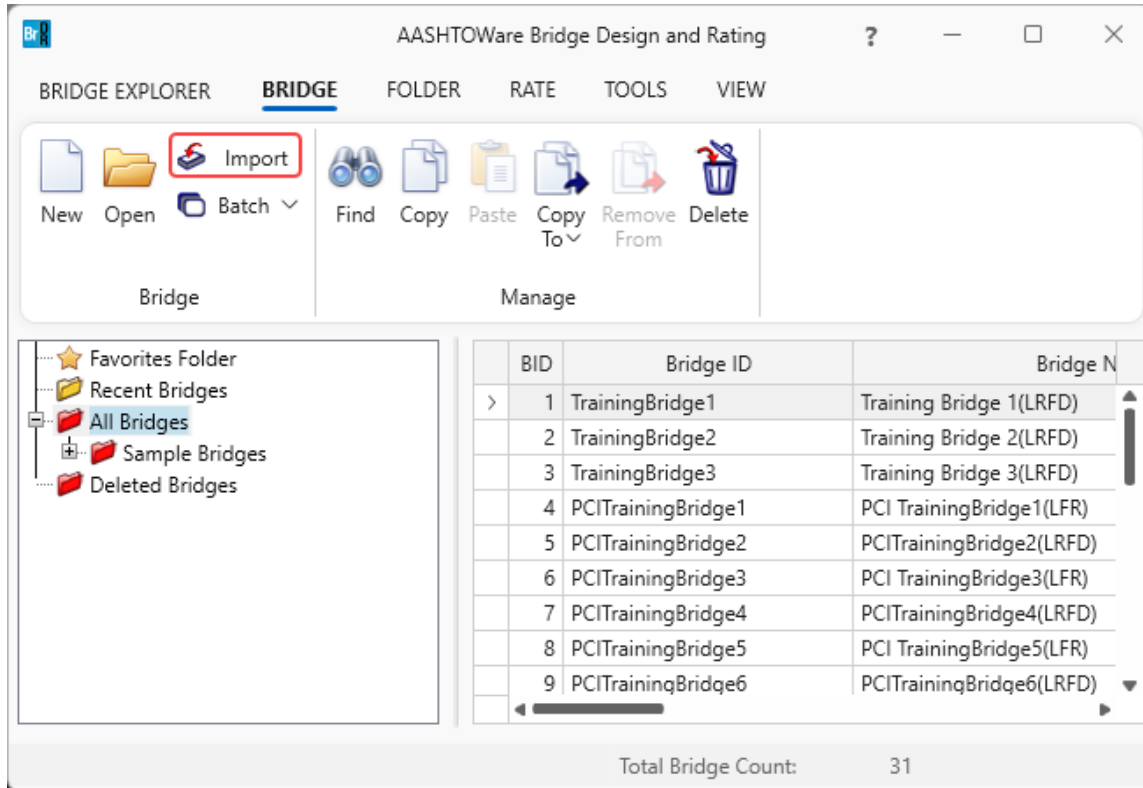 Br DR AASHTOWare Bridge Design and Rating ?
BRIDGE EXPLORER BRIDGE FOLDER RATE TOOLS VIEW
Import
New Open Batch Find Copy Paste Copy To Remove From Delete
Bridge Manage
Favorites Folder
Recent Bridges
All Bridges
Sample Bridges
Deleted Bridges
BID Bridge ID Bridge N
1 TrainingBridge1 Training Bridge 1(LRFD)
2 TrainingBridge2 Training Bridge 2(LRFD)
3 TrainingBridge3 Training Bridge 3(LRFD)
4 PCITrainingBridge1 PCI TrainingBridge1(LFR)
5 PCITrainingBridge2 PCITrainingBridge2(LRFD)
6 PCITrainingBridge3 PCI TrainingBridge3(LFR)
7 PCITrainingBridge4 PCITrainingBridge4(LRFD)
8 PCITrainingBridge5 PCI TrainingBridge5(LFR)
9 PCITrainingBridge6 PCITrainingBridge6(LRFD)
Total Bridge Count: 31